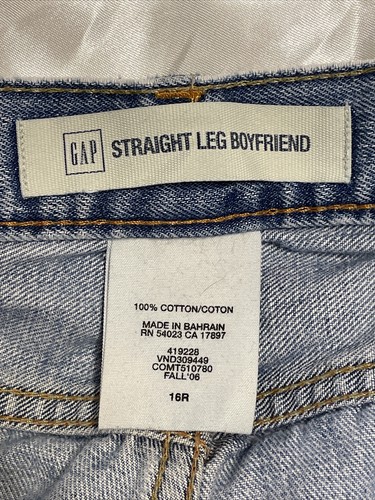 GAP STRAIGHT LEG BOYFRIEND
100% COTTON/COTON
MADE IN BAHRAIN
RN 54023 CA 17897
419228
VND309449
COMT510780
FALL'06
16R